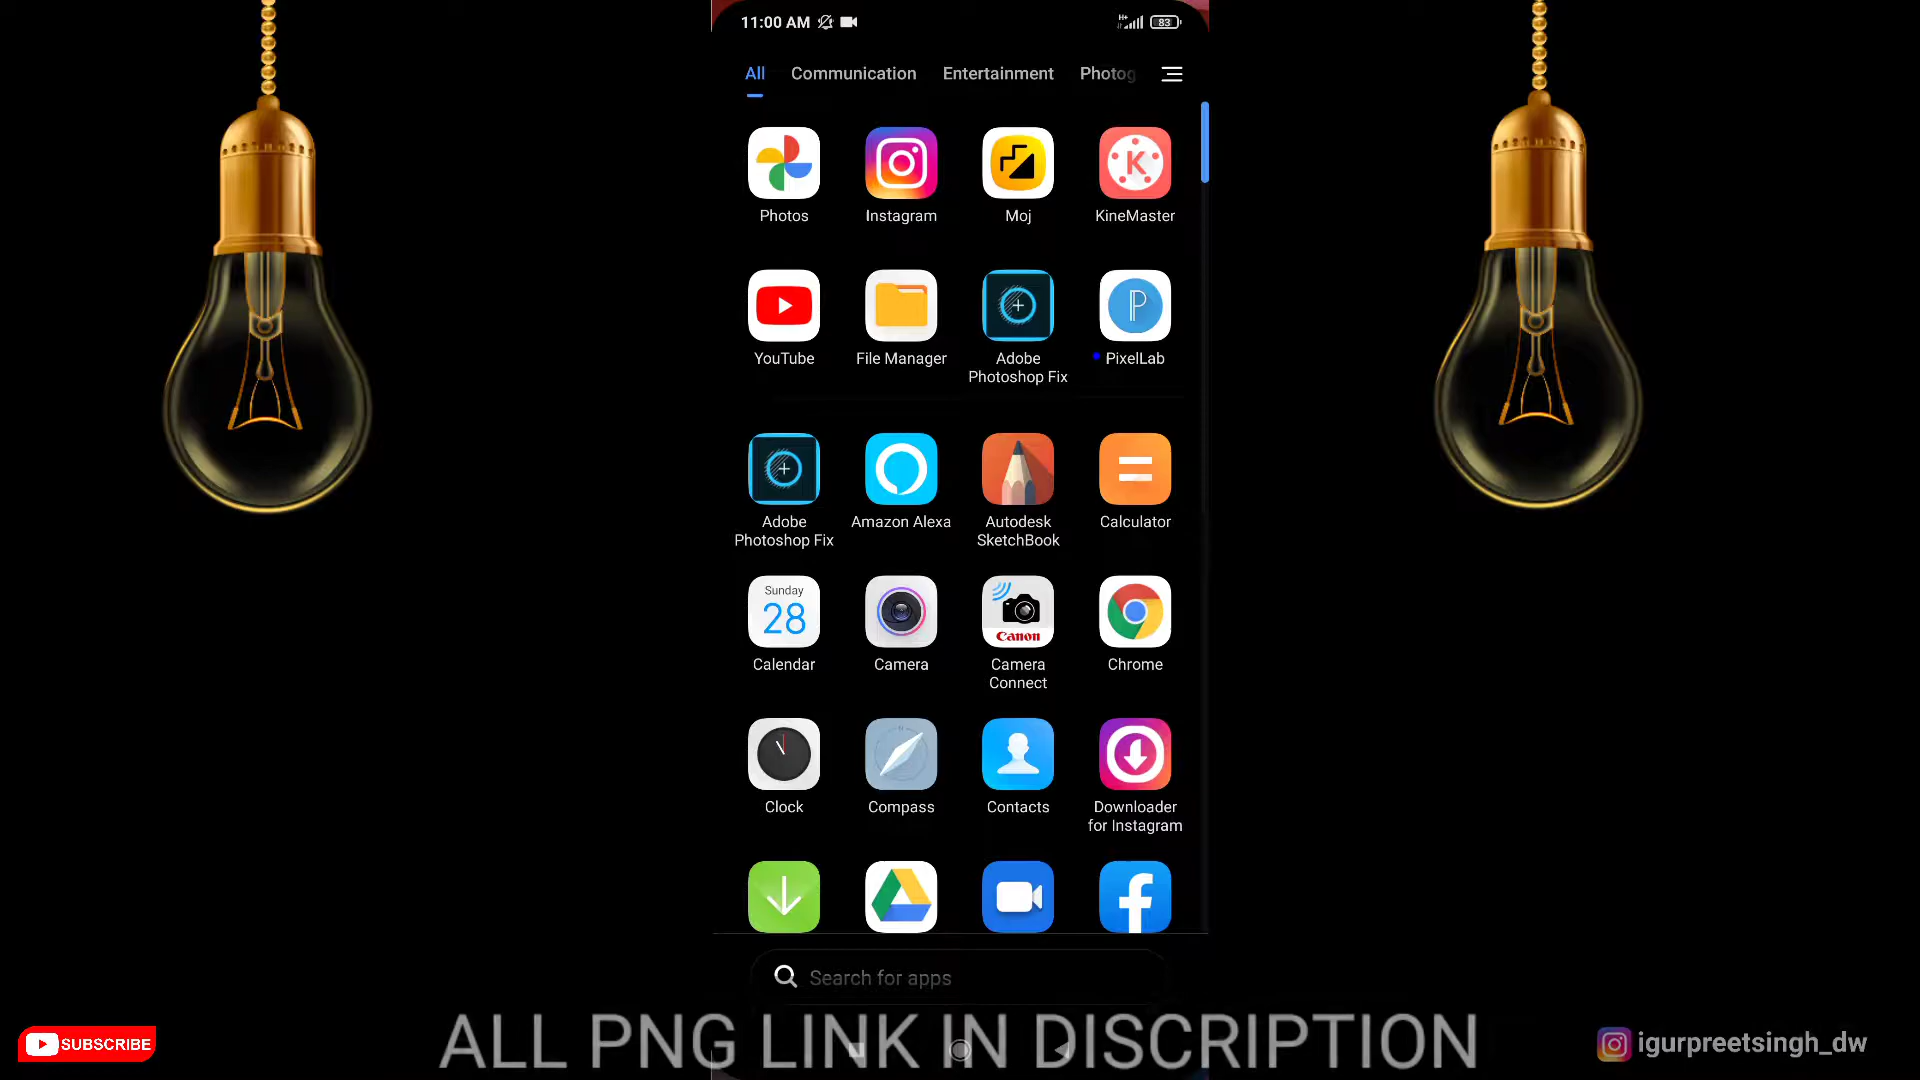 11:00 AM
H+
83
All Communication Entertainment Photog
Photos Instagram Moj KineMaster
YouTube File Manager Adobe Photoshop Fix PixelLab
Adobe Photoshop Fix Amazon Alexa Autodesk SketchBook Calculator
Sunday
28
Canon
Calendar Camera Camera Connect Chrome
Clock Compass Contacts Downloader for Instagram
Search for apps
ALL PNG LINK IN DISCRIPTION
SUBSCRIBE
igurpreetsingh_dw